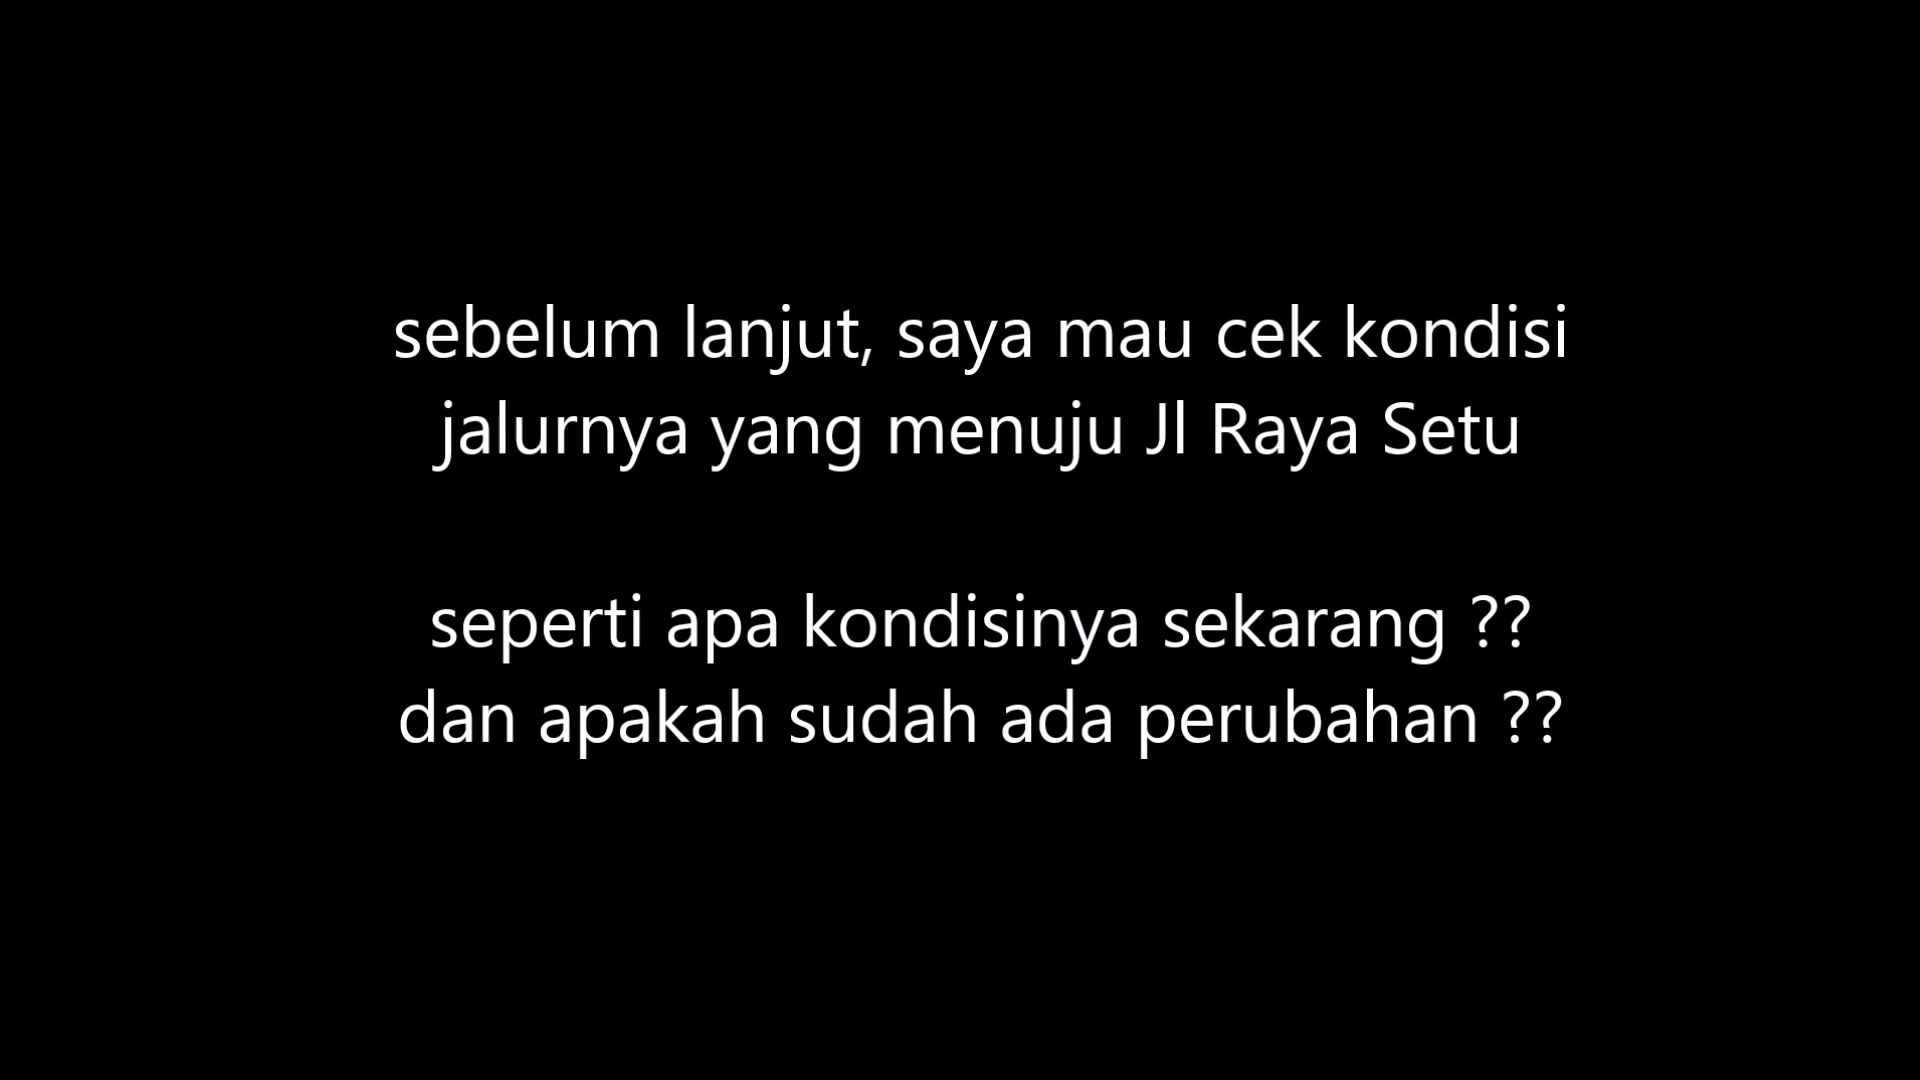 sebelum lanjut, saya mau cek kondisi
jalurnya yang menuju Jl Raya Setu
seperti apa kondisinya sekarang ??
dan apakah sudah ada perubahan ??